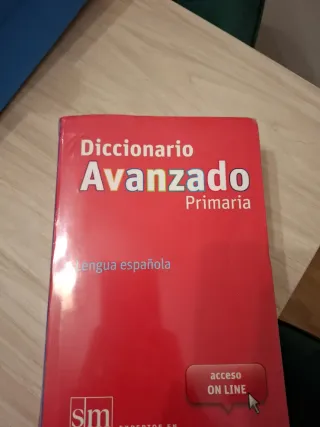 Diccionario
Avanzado
Primaria
Lengua española
acceso
ON LINE
sm